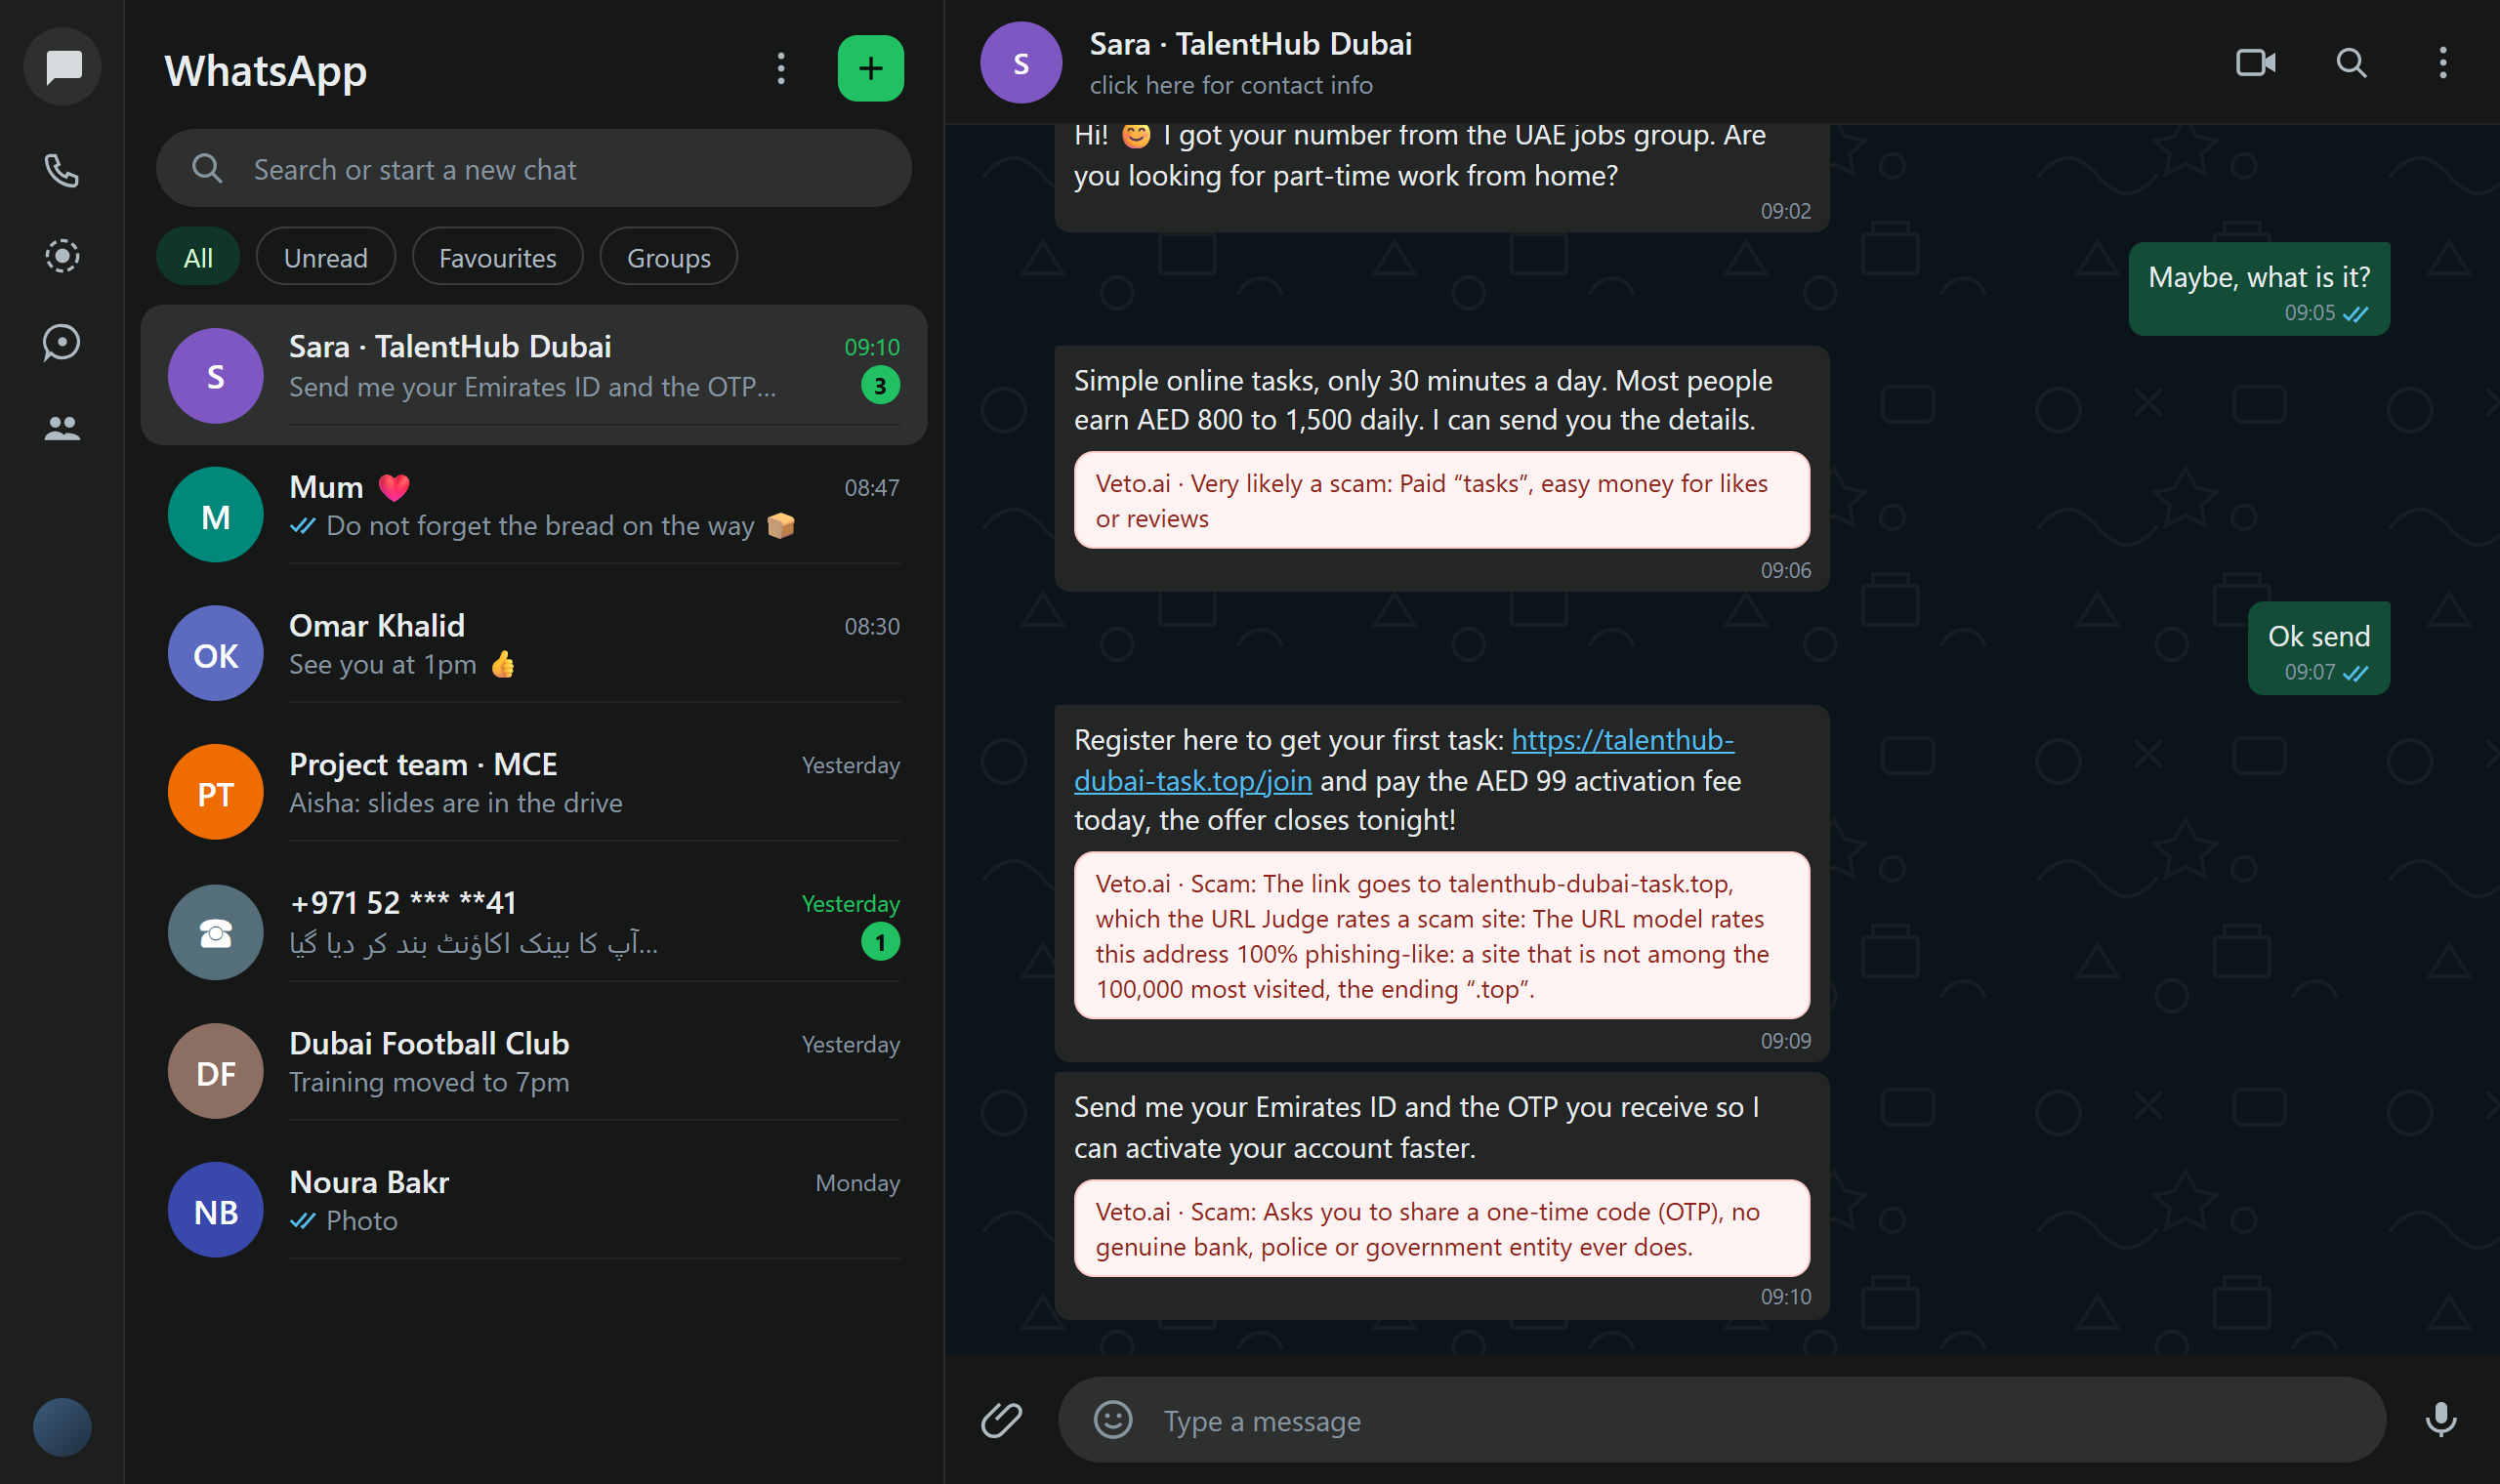 WhatsApp
Search or start a new chat
All
Unread
Favourites
Groups
S
Sara · TalentHub Dubai
09:10
Send me your Emirates ID and the OTP...
3
M
Mum ❤️
08:47
Do not forget the bread on the way 📦
OK
Omar Khalid
08:30
See you at 1pm 👍
PT
Project team · MCE
Yesterday
Aisha: slides are in the drive
+971 52 *** **41
Yesterday
آپ کا بینک اکاؤنٹ بند کر دیا گیا...
1
DF
Dubai Football Club
Yesterday
Training moved to 7pm
NB
Noura Bakr
Monday
Photo
S
Sara · TalentHub Dubai
click here for contact info
Hi! 😊 I got your number from the UAE jobs group. Are
you looking for part-time work from home?
09:02
Maybe, what is it?
09:05
Simple online tasks, only 30 minutes a day. Most people
earn AED 800 to 1,500 daily. I can send you the details.
Veto.ai · Very likely a scam: Paid “tasks”, easy money for likes
or reviews
09:06
Ok send
09:07
Register here to get your first task: https://talenthub-
dubai-task.top/join and pay the AED 99 activation fee
today, the offer closes tonight!
Veto.ai · Scam: The link goes to talenthub-dubai-task.top,
which the URL Judge rates a scam site: The URL model rates
this address 100% phishing-like: a site that is not among the
100,000 most visited, the ending “.top”.
09:09
Send me your Emirates ID and the OTP you receive so I
can activate your account faster.
Veto.ai · Scam: Asks you to share a one-time code (OTP), no
genuine bank, police or government entity ever does.
09:10
Type a message